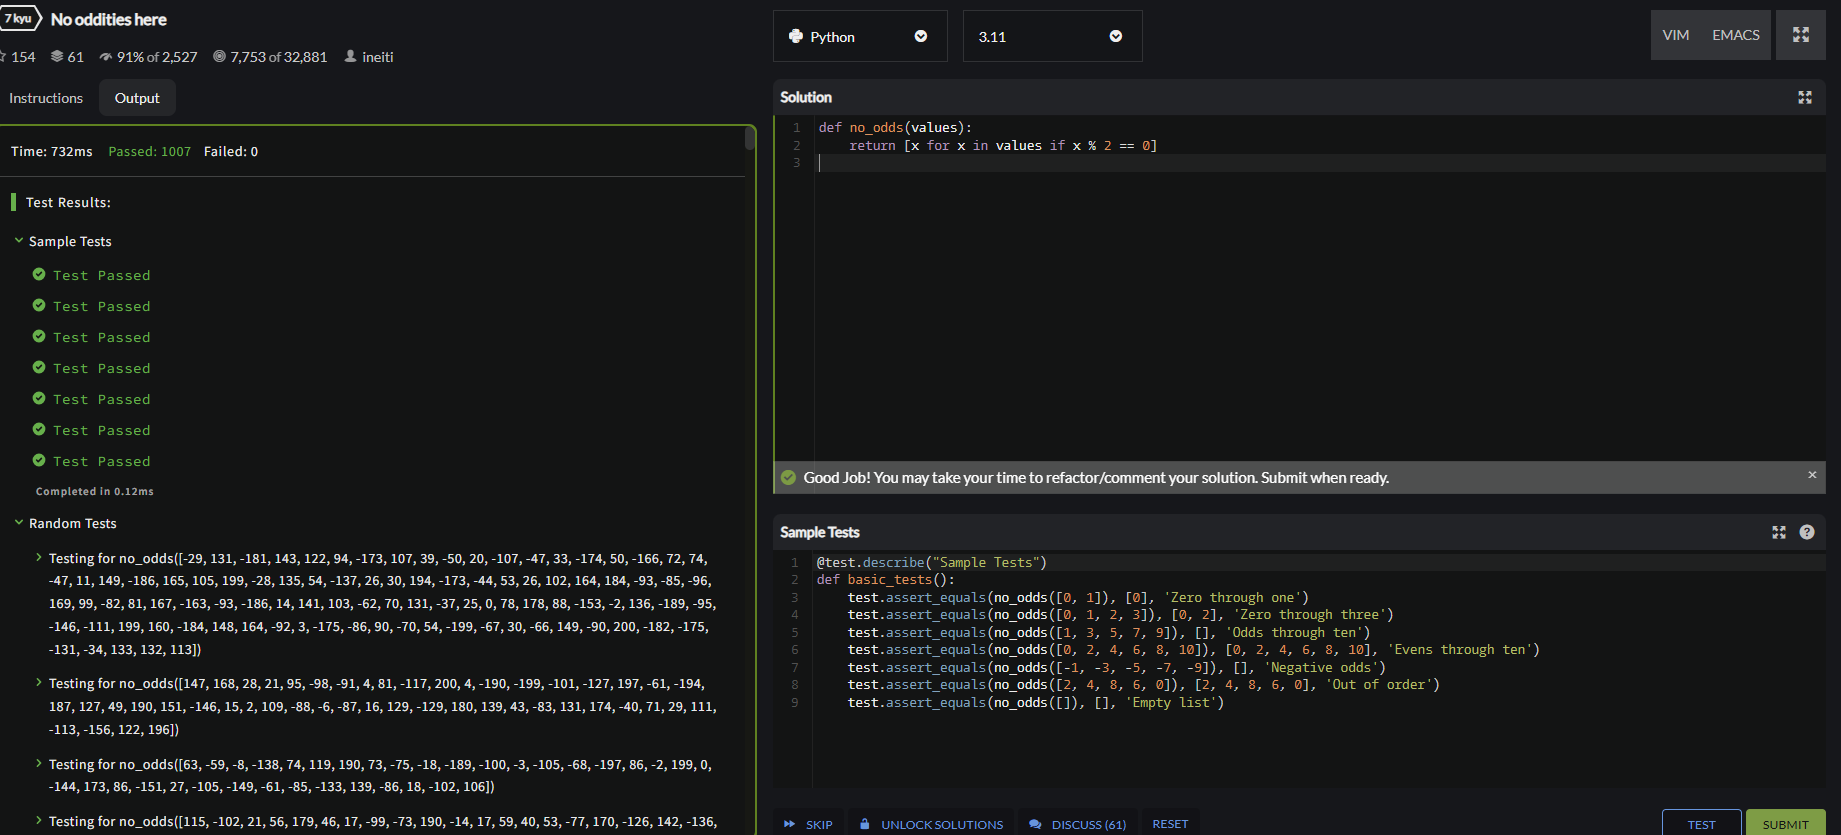 7 kyu No oddities here
154 61 91% of 2,527 7,753 of 32,881 ineiti
Instructions Output
Time: 732ms Passed: 1007 Failed: 0
Test Results:
Sample Tests
Test Passed
Test Passed
Test Passed
Test Passed
Test Passed
Test Passed
Test Passed
Completed in 0.12ms
Random Tests
Testing for no_odds([-29, 131, -181, 143, 122, 94, -173, 107, 39, -50, 20, -107, -47, 33, -174, 50, -166, 72, 74,
-47, 11, 149, -186, 165, 105, 199, -28, 135, 54, -137, 26, 30, 194, -173, -44, 53, 26, 102, 164, 184, -93, -85, -96,
169, 99, -82, 81, 167, -163, -93, -186, 14, 141, 103, -62, 70, 131, -37, 25, 0, 78, 178, 88, -153, -2, 136, -189, -95,
-146, -111, 199, 160, -184, 148, 164, -92, 3, -175, -86, 90, -70, 54, -199, -67, 30, -66, 149, -90, 200, -182, -175,
-131, -34, 133, 132, 113])
Testing for no_odds([147, 168, 28, 21, 95, -98, -91, 4, 81, -117, 200, 4, -190, -199, -101, -127, 197, -61, -194,
187, 127, 49, 190, 151, -146, 15, 2, 109, -88, -6, -87, 16, 129, -129, 180, 139, 43, -83, 131, 174, -40, 71, 29, 111,
-113, -156, 122, 196])
Testing for no_odds([63, -59, -8, -138, 74, 119, 190, 73, -75, -18, -189, -100, -3, -105, -68, -197, 86, -2, 199, 0,
-144, 173, 86, -151, 27, -105, -149, -61, -85, -133, 139, -86, 18, -102, 106])
Testing for no_odds([115, -102, 21, 56, 179, 46, 17, -99, -73, 190, -14, 17, 59, 40, 53, -77, 170, -126, 142, -136,
Python 3.11 VIM EMACS
Solution
1 def no_odds(values):
2 return [x for x in values if x % 2 == 0]
3
Good Job! You may take your time to refactor/comment your solution. Submit when ready. ×
Sample Tests ?
1 @test.describe("Sample Tests")
2 def basic_tests():
3 test.assert_equals(no_odds([0, 1]), [0], 'Zero through one')
4 test.assert_equals(no_odds([0, 1, 2, 3]), [0, 2], 'Zero through three')
5 test.assert_equals(no_odds([1, 3, 5, 7, 9]), [], 'Odds through ten')
6 test.assert_equals(no_odds([0, 2, 4, 6, 8, 10]), [0, 2, 4, 6, 8, 10], 'Evens through ten')
7 test.assert_equals(no_odds([-1, -3, -5, -7, -9]), [], 'Negative odds')
8 test.assert_equals(no_odds([2, 4, 8, 6, 0]), [2, 4, 8, 6, 0], 'Out of order')
9 test.assert_equals(no_odds([]), [], 'Empty list')
SKIP UNLOCK SOLUTIONS DISCUSS (61) RESET TEST SUBMIT